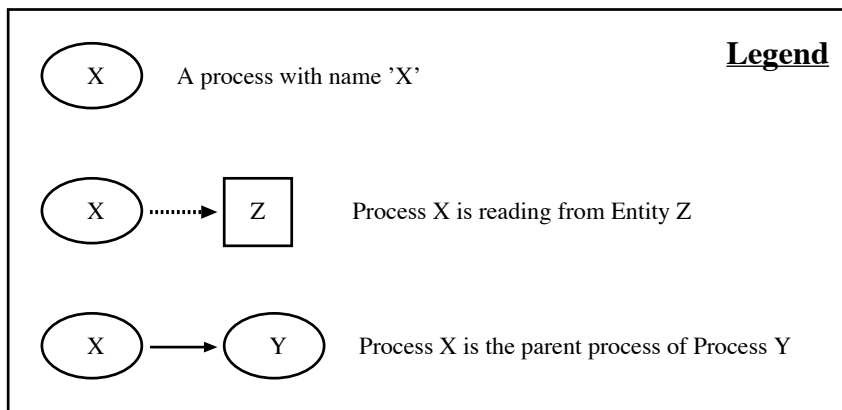 Legend
X A process with name ’X’
X Z Process X is reading from Entity Z
X Y Process X is the parent process of Process Y